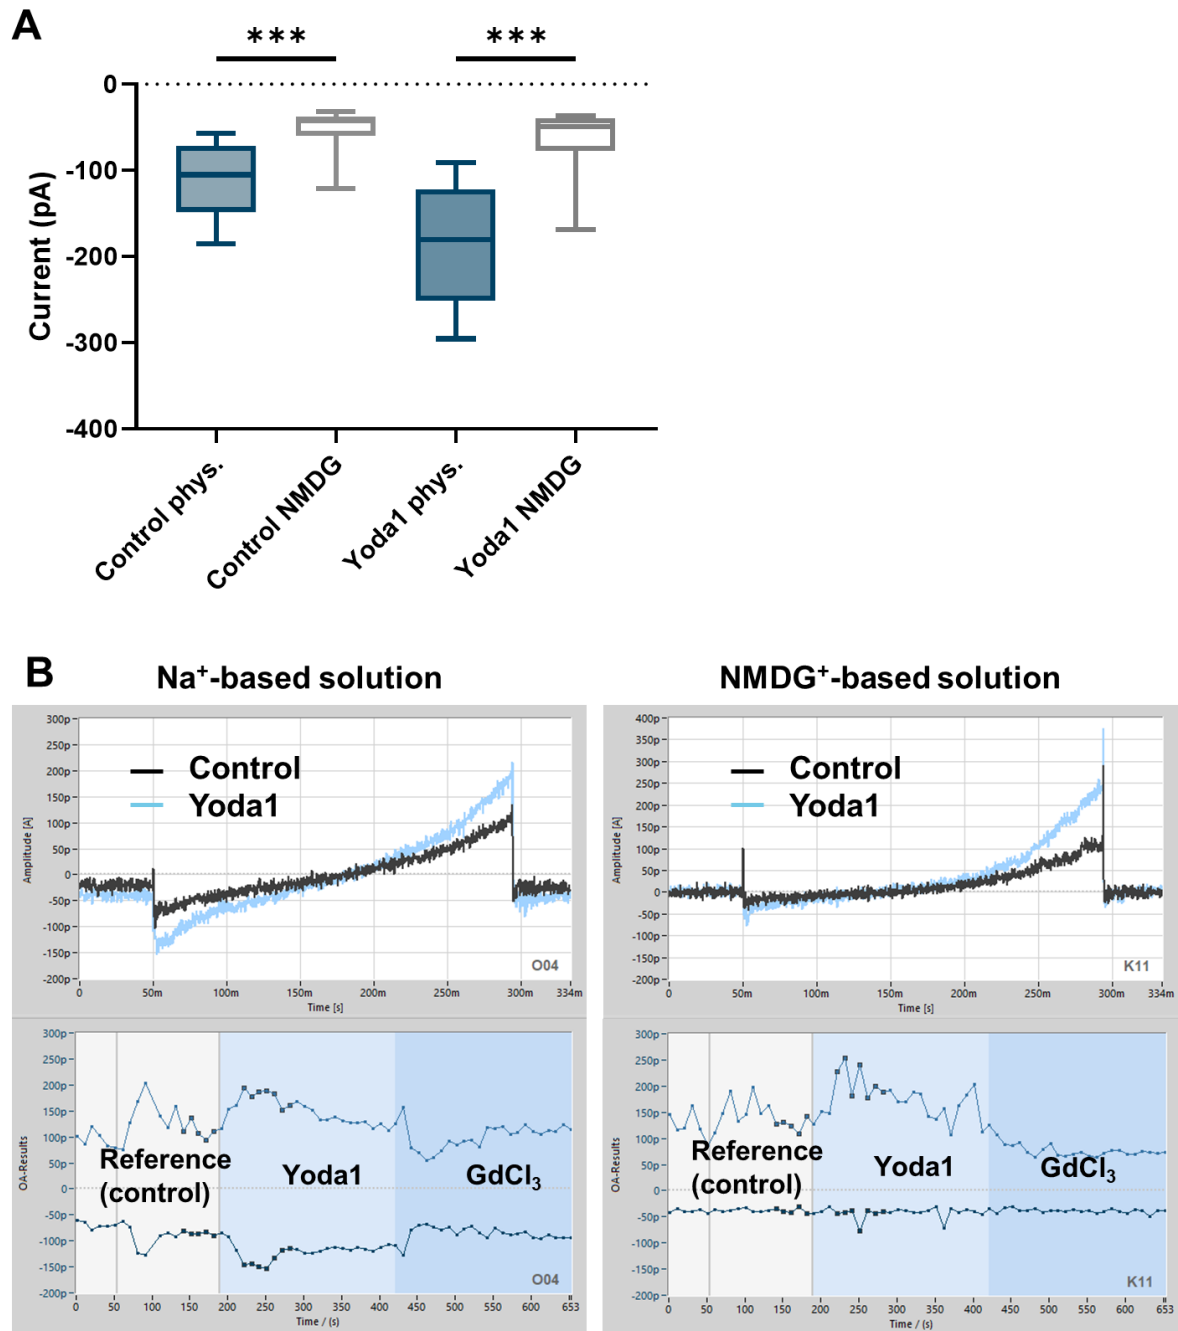 A
*** ***
0
-100
-200
-300
-400
Current (pA)
Control phys.
Control NMDG
Yoda1 phys.
Yoda1 NMDG
B
Na⁺-based solution
300p
250p
200p
150p
100p
50p
0
-50p
-100p
-150p
-200p
Amplitude [A]
Control
Yoda1
O04
0 50m 100m 150m 200m 250m 300m 334m
Time [s]
300p
250p
200p
150p
100p
50p
0
-50p
-100p
-150p
-200p
OA-Results
Reference
(control)
Yoda1
GdCl₃
O04
0 50 100 150 200 250 300 350 400 450 500 550 600 653
Time / (s)
NMDG⁺-based solution
400p
350p
300p
250p
200p
150p
100p
50p
0
-50p
-100p
-150p
-200p
Amplitude [A]
Control
Yoda1
K11
0 50m 100m 150m 200m 250m 300m 334m
Time [s]
300p
250p
200p
150p
100p
50p
0
-50p
-100p
-150p
-200p
OA-Results
Reference
(control)
Yoda1
GdCl₃
K11
0 50 100 150 200 250 300 350 400 450 500 550 600 653
Time / (s)